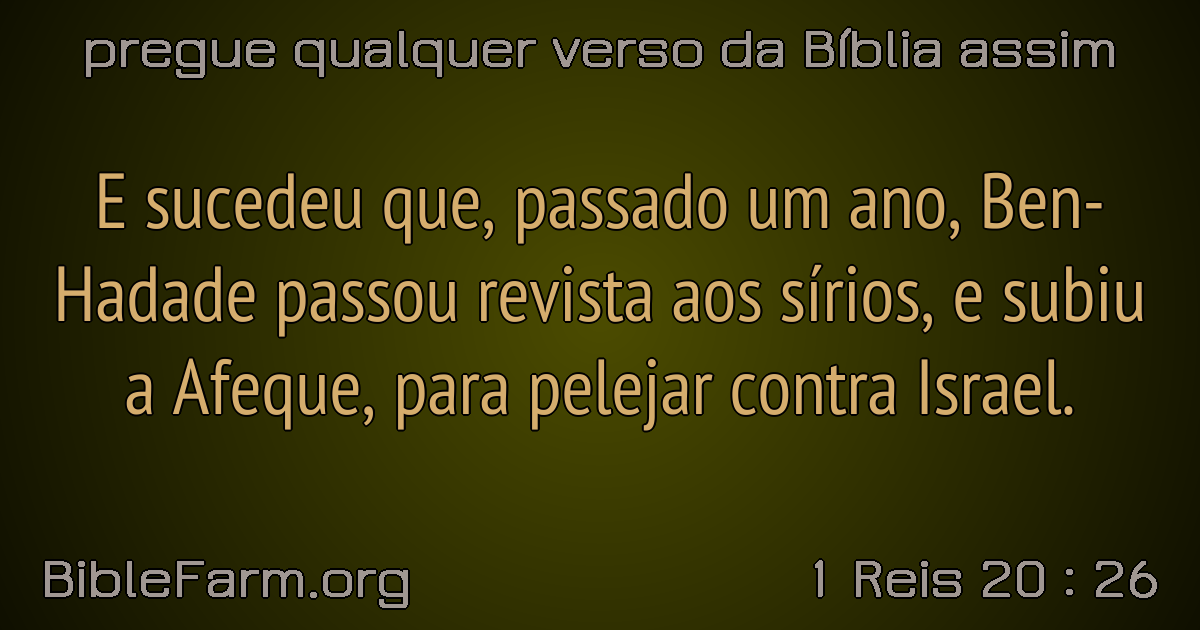 pregue qualquer verso da Bíblia assim
E sucedeu que, passado um ano, Ben-
Hadade passou revista aos sírios, e subiu
a Afeque, para pelejar contra Israel.
BibleFarm.org
1 Reis 20 : 26